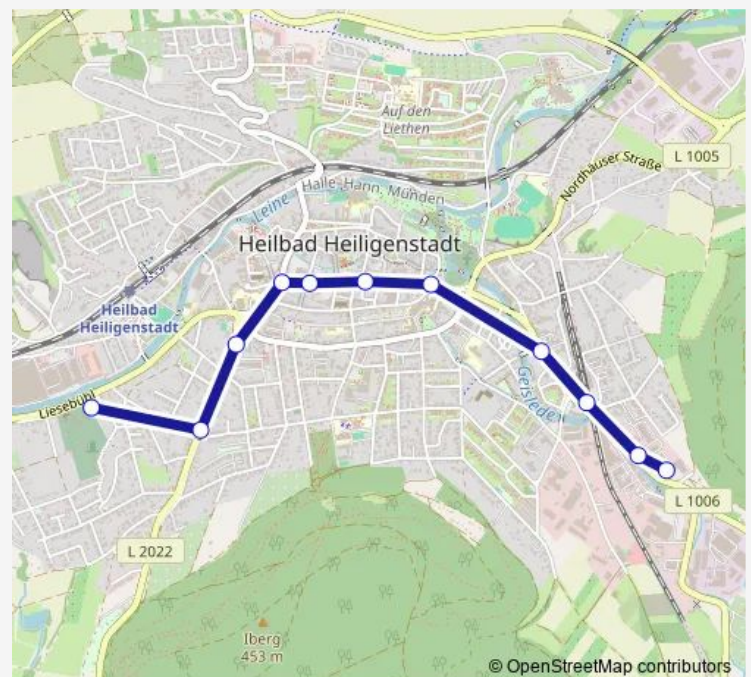 Auf den
Liethen
L 1005
Nordhäuser Straße
Halle-Hann. Münden
Leine
Heilbad Heiligenstadt
Heilbad
Heiligenstadt
Liesebühl
Geislede
L 1006
L 2022
Iberg
453 m
© OpenStreetMap contributors